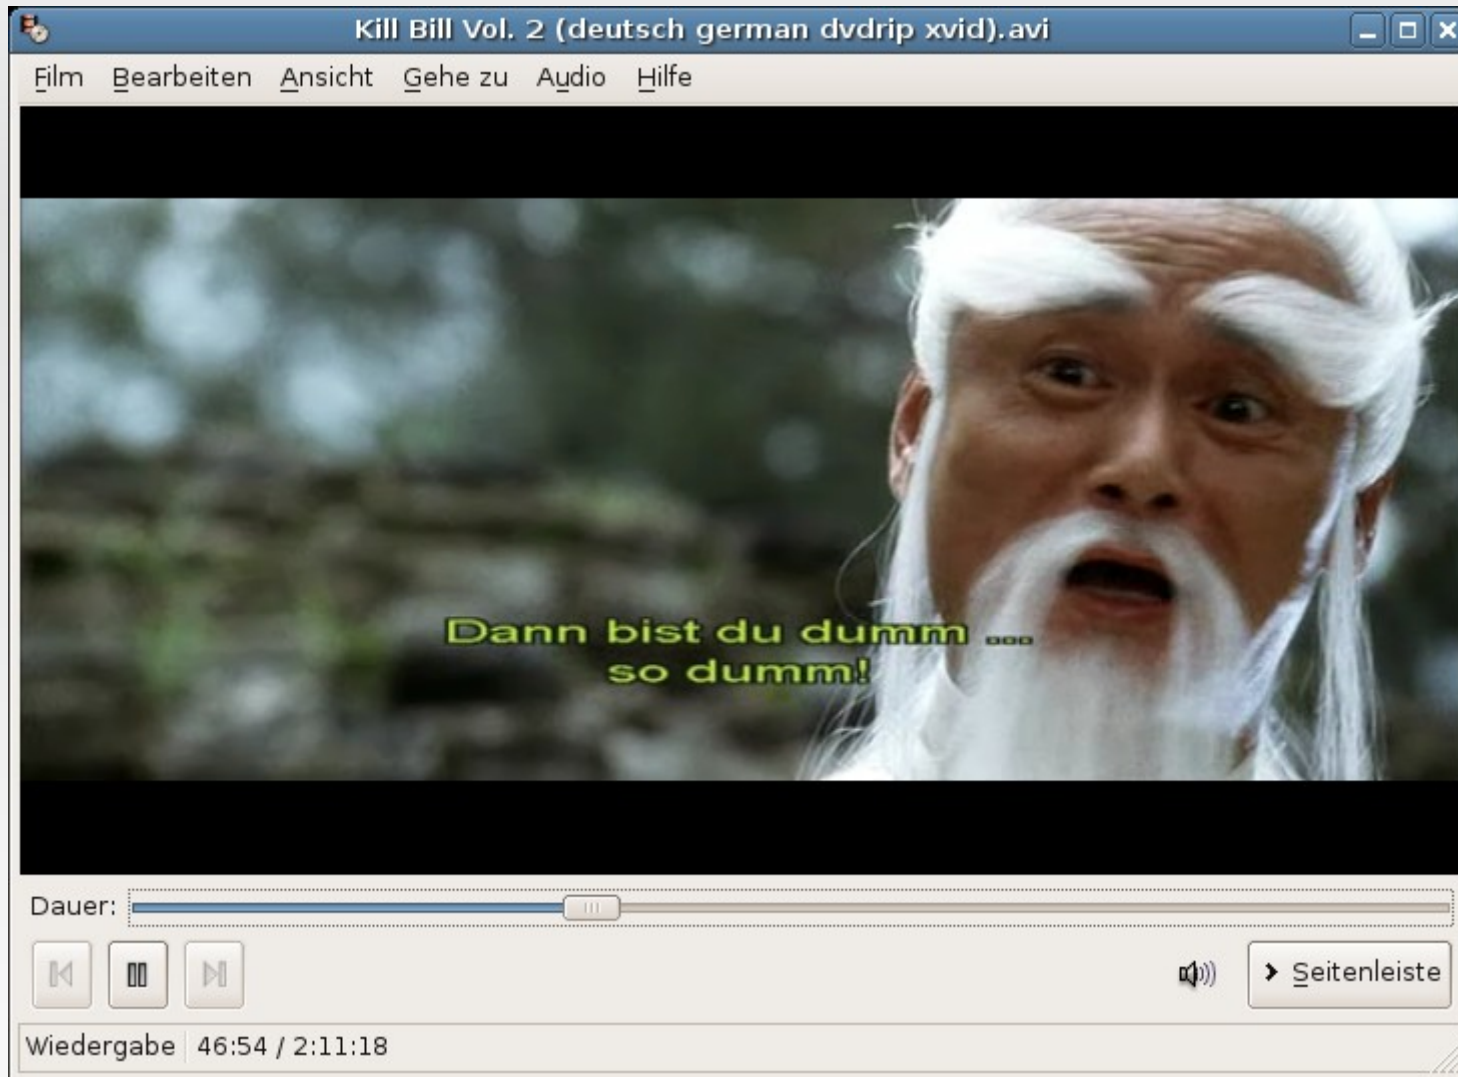 Kill Bill Vol. 2 (deutsch german dvdrip xvid).avi
Film Bearbeiten Ansicht Gehe zu Audio Hilfe
Dann bist du dumm ...
so dumm!
Dauer:
Seitenleiste
Wiedergabe 46:54 / 2:11:18